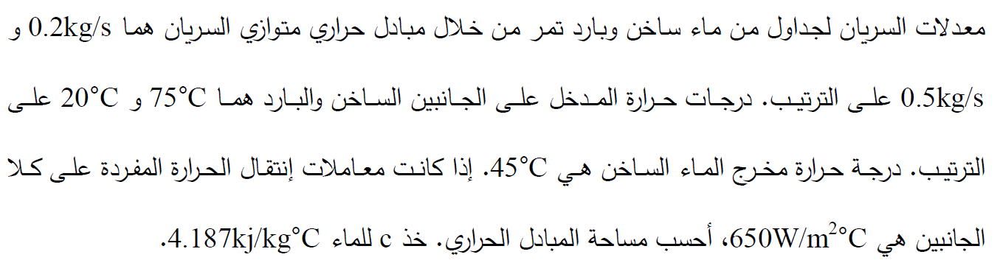 معدلات السريان لجداول من ماء ساخن وبارد تمر من خلال مبادل حراري متوازي السريان هما 0.2kg/s و
0.5kg/s على الترتيب. درجات حرارة المدخل على الجانبين الساخن والبارد هما 75°C و 20°C على
الترتيب. درجة حرارة مخرج الماء الساخن هي 45°C. إذا كانت معاملات إنتقال الحرارة المفردة على كلا
الجانبين هي 650W/m²°C، أحسب مساحة المبادل الحراري. خذ c للماء 4.187kj/kg°C.